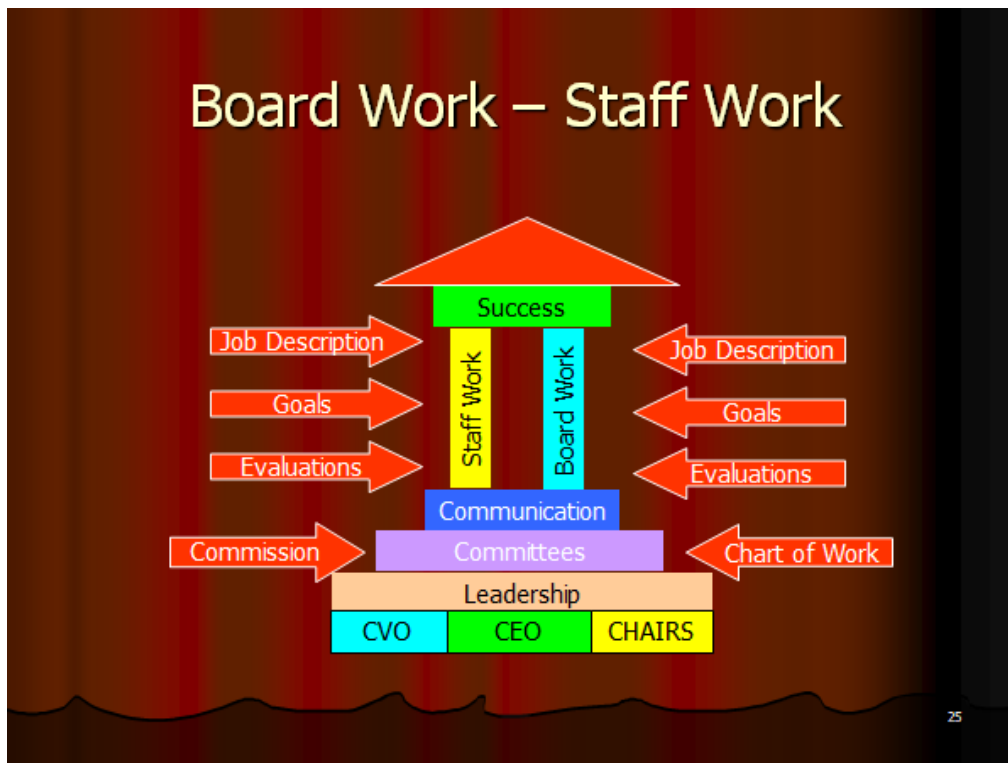 Board Work – Staff Work
Success
Job Description
Job Description
Goals
Goals
Evaluations
Evaluations
Staff Work
Board Work
Communication
Commission
Committees
Chart of Work
Leadership
CVO
CEO
CHAIRS
25